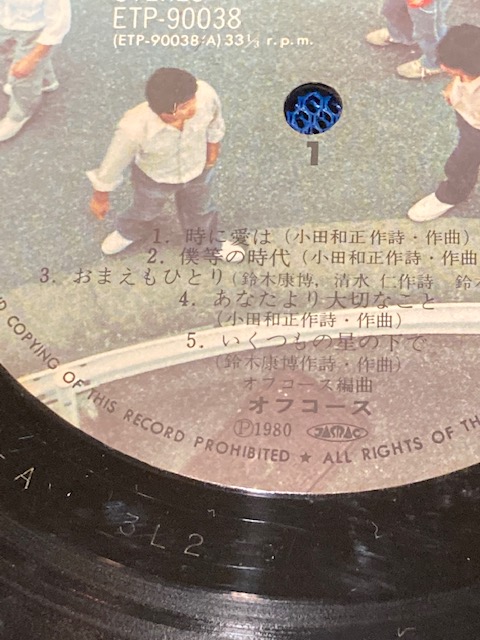 ETP-90038
(ETP-90038:A) 33⅓ r.p.m.
1
1. 時に愛は (小田和正作詩・作曲)
2. 僕等の時代 (小田和正作詩・作曲
3. おまえもひとり (鈴木康博, 清水 仁作詩 鈴木
4. あなたより大切なこと
(小田和正作詩・作曲)
5. いくつもの星の下で
(鈴木康博作詩・作曲)
オフコース編曲
オフコース
Ⓟ1980 JASRAC
COPYING OF THIS RECORD PROHIBITED ★ ALL RIGHTS OF TH
A 3L2